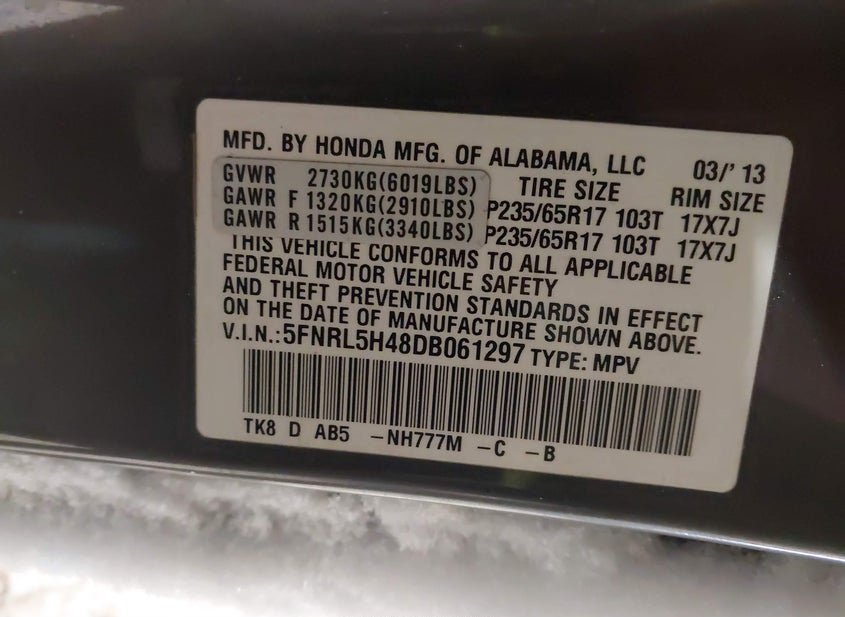 MFD. BY HONDA MFG. OF ALABAMA, LLC 03/' 13
GVWR 2730KG(6019LBS) TIRE SIZE RIM SIZE
GAWR F 1320KG(2910LBS) P235/65R17 103T 17X7J
GAWR R 1515KG(3340LBS) P235/65R17 103T 17X7J
THIS VEHICLE CONFORMS TO ALL APPLICABLE
FEDERAL MOTOR VEHICLE SAFETY
AND THEFT PREVENTION STANDARDS IN EFFECT
ON THE DATE OF MANUFACTURE SHOWN ABOVE.
V.I.N.:5FNRL5H48DB061297 TYPE: MPV
TK8 D AB5 -NH777M -C -B